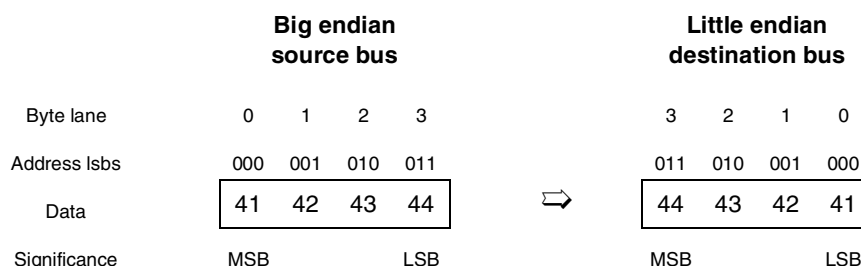 Big endian Little endian
source bus destination bus
Byte lane 0 1 2 3 3 2 1 0
Address lsbs 000 001 010 011 011 010 001 000
Data 41 42 43 44 ⇨ 44 43 42 41
Significance MSB LSB MSB LSB